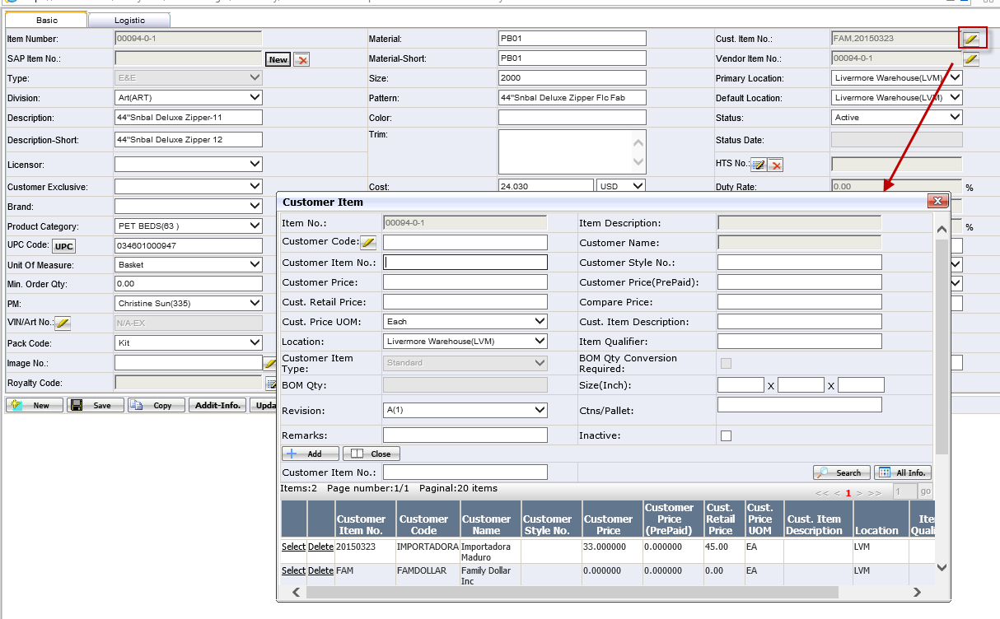 Basic Logistic
Item Number: 00094-0-1 Material: PB01 Cust. Item No.: FAM,20150323
SAP Item No.: New Material-Short: PB01 Vendor Item No.: 00094-0-1
Type: E&E Size: 2000 Primary Location: Livermore Warehouse(LVM)
Division: Art(ART) Pattern: 44"Snbal Deluxe Zipper Flc Fab Default Location: Livermore Warehouse(LVM)
Description: 44"Snbal Deluxe Zipper-11 Color: Status: Active
Description-Short: 44"Snbal Deluxe Zipper 12 Trim: Status Date:
Licensor: HTS No.:
Customer Exclusive: Cost: 24.030 USD Duty Rate: 0.00 %
Brand:
Product Category: PET BEDS(63 ) %
UPC Code: UPC 034601000947
Unit Of Measure: Basket
Min. Order Qty: 0.00
PM: Christine Sun(335)
VIN/Art No.: N/A-EX
Pack Code: Kit
Image No.:
Royalty Code:
New Save Copy Addit-Info. Upda
Customer Item
Item No.: 00094-0-1 Item Description:
Customer Code: Customer Name:
Customer Item No.: Customer Style No.:
Customer Price: Customer Price(PrePaid):
Cust. Retail Price: Compare Price:
Cust. Price UOM: Each Cust. Item Description:
Location: Livermore Warehouse(LVM) Item Qualifier:
Customer Item Type: Standard BOM Qty Conversion Required:
BOM Qty: Size(Inch): X X
Revision: A(1) Ctns/Pallet:
Remarks: Inactive:
Add Close
Customer Item No.: Search All Info.
Items:2 Page number:1/1 Paginal:20 items << < 1 > >> 1 go
Customer Item No. Customer Code Customer Name Customer Style No. Customer Price Customer Price (PrePaid) Cust. Retail Price Cust. Price UOM Cust. Item Description Location Ite Quali
Select Delete 20150323 IMPORTADORA Importadora Maduro 33.000000 0.000000 45.00 EA LVM
Select Delete FAM FAMDOLLAR Family Dollar Inc 0.000000 0.000000 0.00 EA LVM